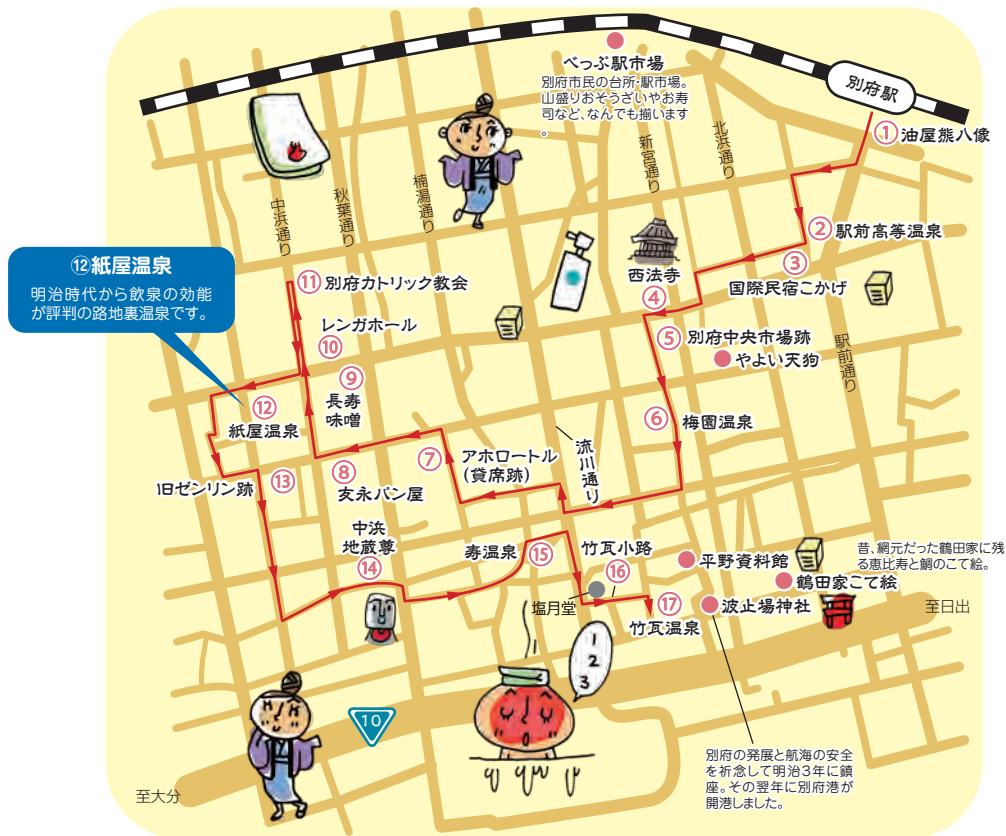 べっぷ駅市場
別府市民の台所・駅市場。
山盛りおそうざいやお寿
司など、なんでも揃います
。
別府駅
① 油屋熊八像
北浜通り
新宮通り
楠湯通り
秋葉通り
中浜通り
② 駅前高等温泉
③
国際民宿こかげ
西法寺
④
⑤ 別府中央市場跡
やよい天狗
駅前通り
⑫紙屋温泉
明治時代から飲泉の効能
が評判の路地裏温泉です。
⑪ 別府カトリック教会
レンガホール
⑩
⑨
長寿
味噌
⑫
紙屋温泉
⑥ 梅園温泉
⑦ アホロートル
(貸席跡)
流川通り
⑧
友永パン屋
旧ゼンリン跡 ⑬
中浜
地蔵尊
⑭
寿温泉 ⑮
竹瓦小路
⑯
塩月堂
⑰
竹瓦温泉
平野資料館
昔、網元だった鶴田家に残
る恵比寿と鯛のこて絵。
鶴田家こて絵
波止場神社
至日出
1
2
3
10
至大分
別府の発展と航海の安全
を祈念して明治3年に鎮
座。その翌年に別府港が
開港しました。